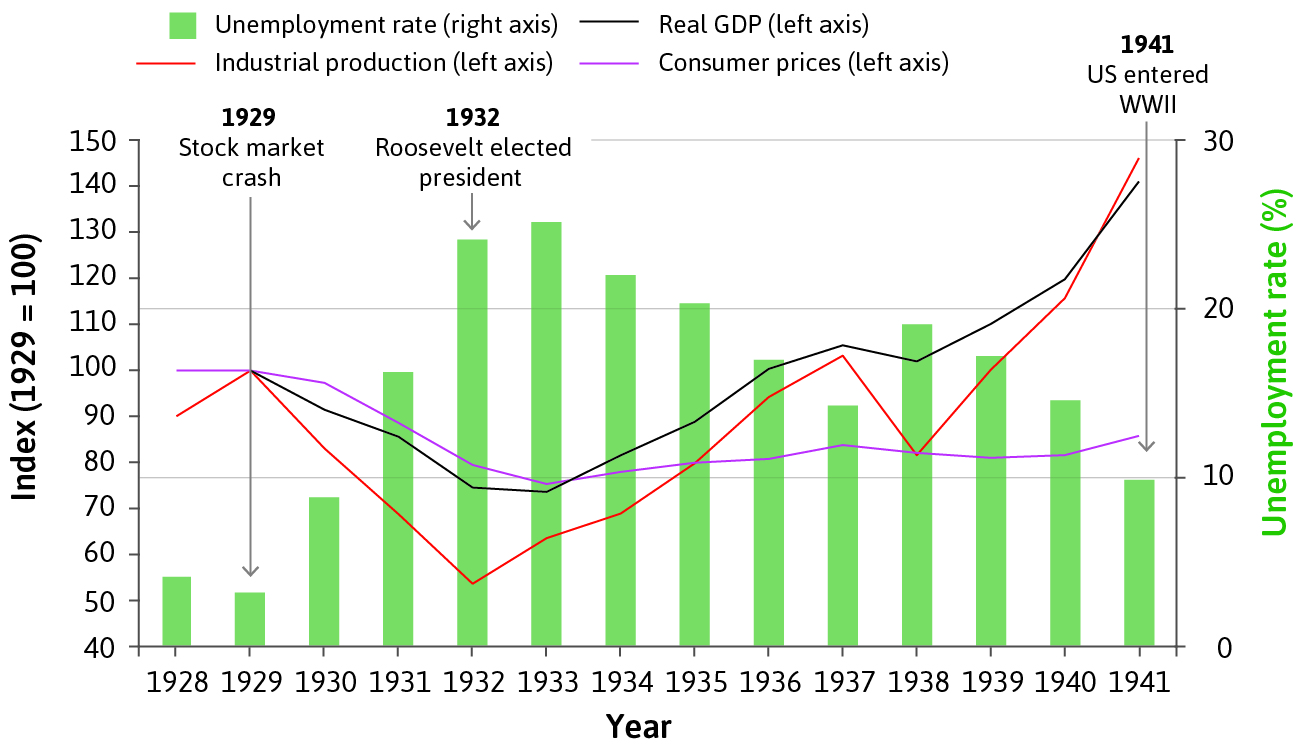 Unemployment rate (right axis)
Real GDP (left axis)
Industrial production (left axis)
Consumer prices (left axis)
1941
US entered
WWII
1929
Stock market
crash
1932
Roosevelt elected
president
150
140
130
120
110
100
90
80
70
60
50
40
Index (1929 = 100)
30
20
10
0
Unemployment rate (%)
1928 1929 1930 1931 1932 1933 1934 1935 1936 1937 1938 1939 1940 1941
Year